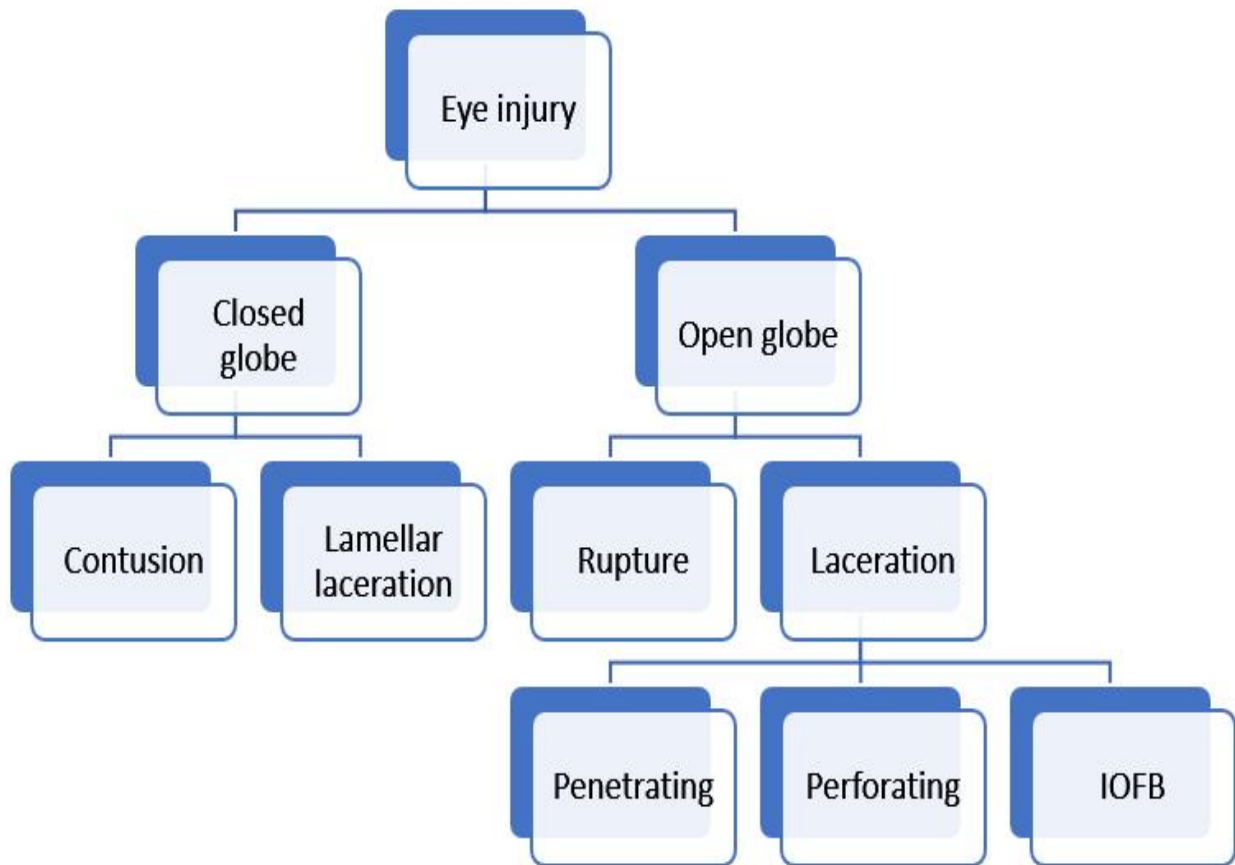 Eye injury
Closed
globe
Open globe
Contusion
Lamellar
laceration
Rupture
Laceration
Penetrating
Perforating
IOFB